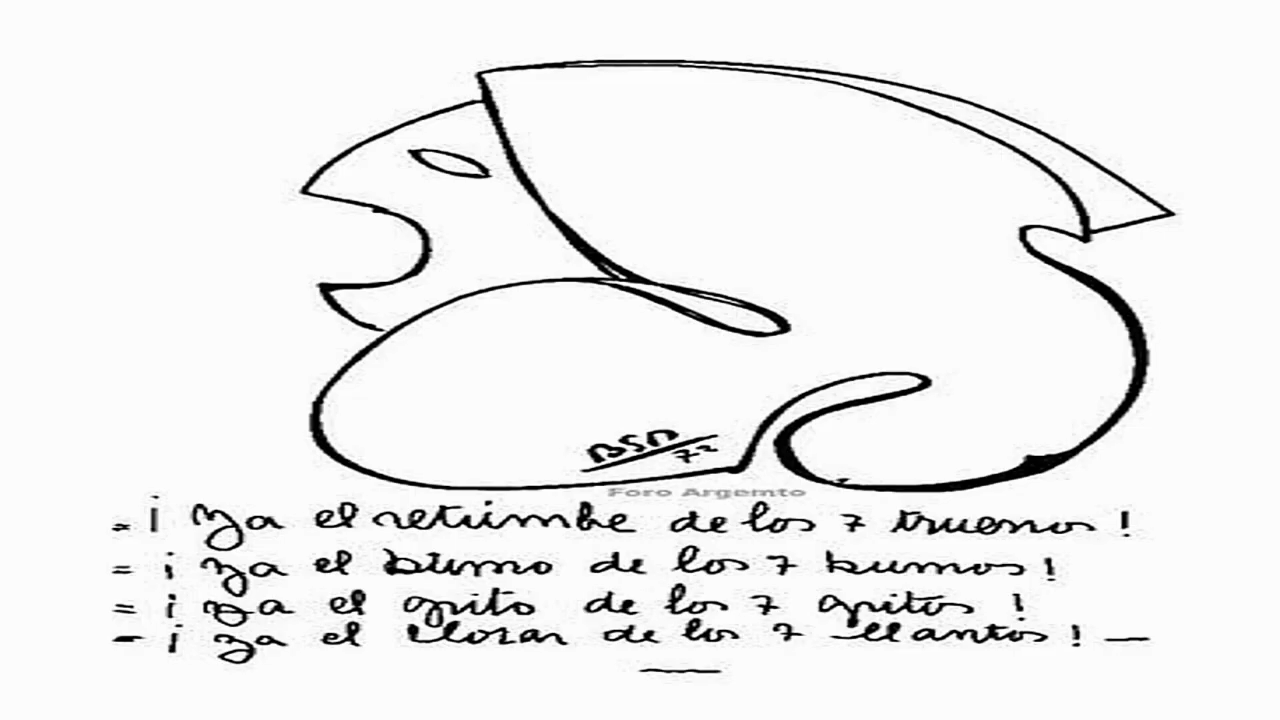 BSP
72
Foro Argemto
= ¡ Ya el retumbe de los 7 truenos !
= ¡ Ya el humo de los 7 humos !
= ¡ Ya el grito de los 7 gritos !
- ¡ Ya el llorar de los 7 llantos ! —